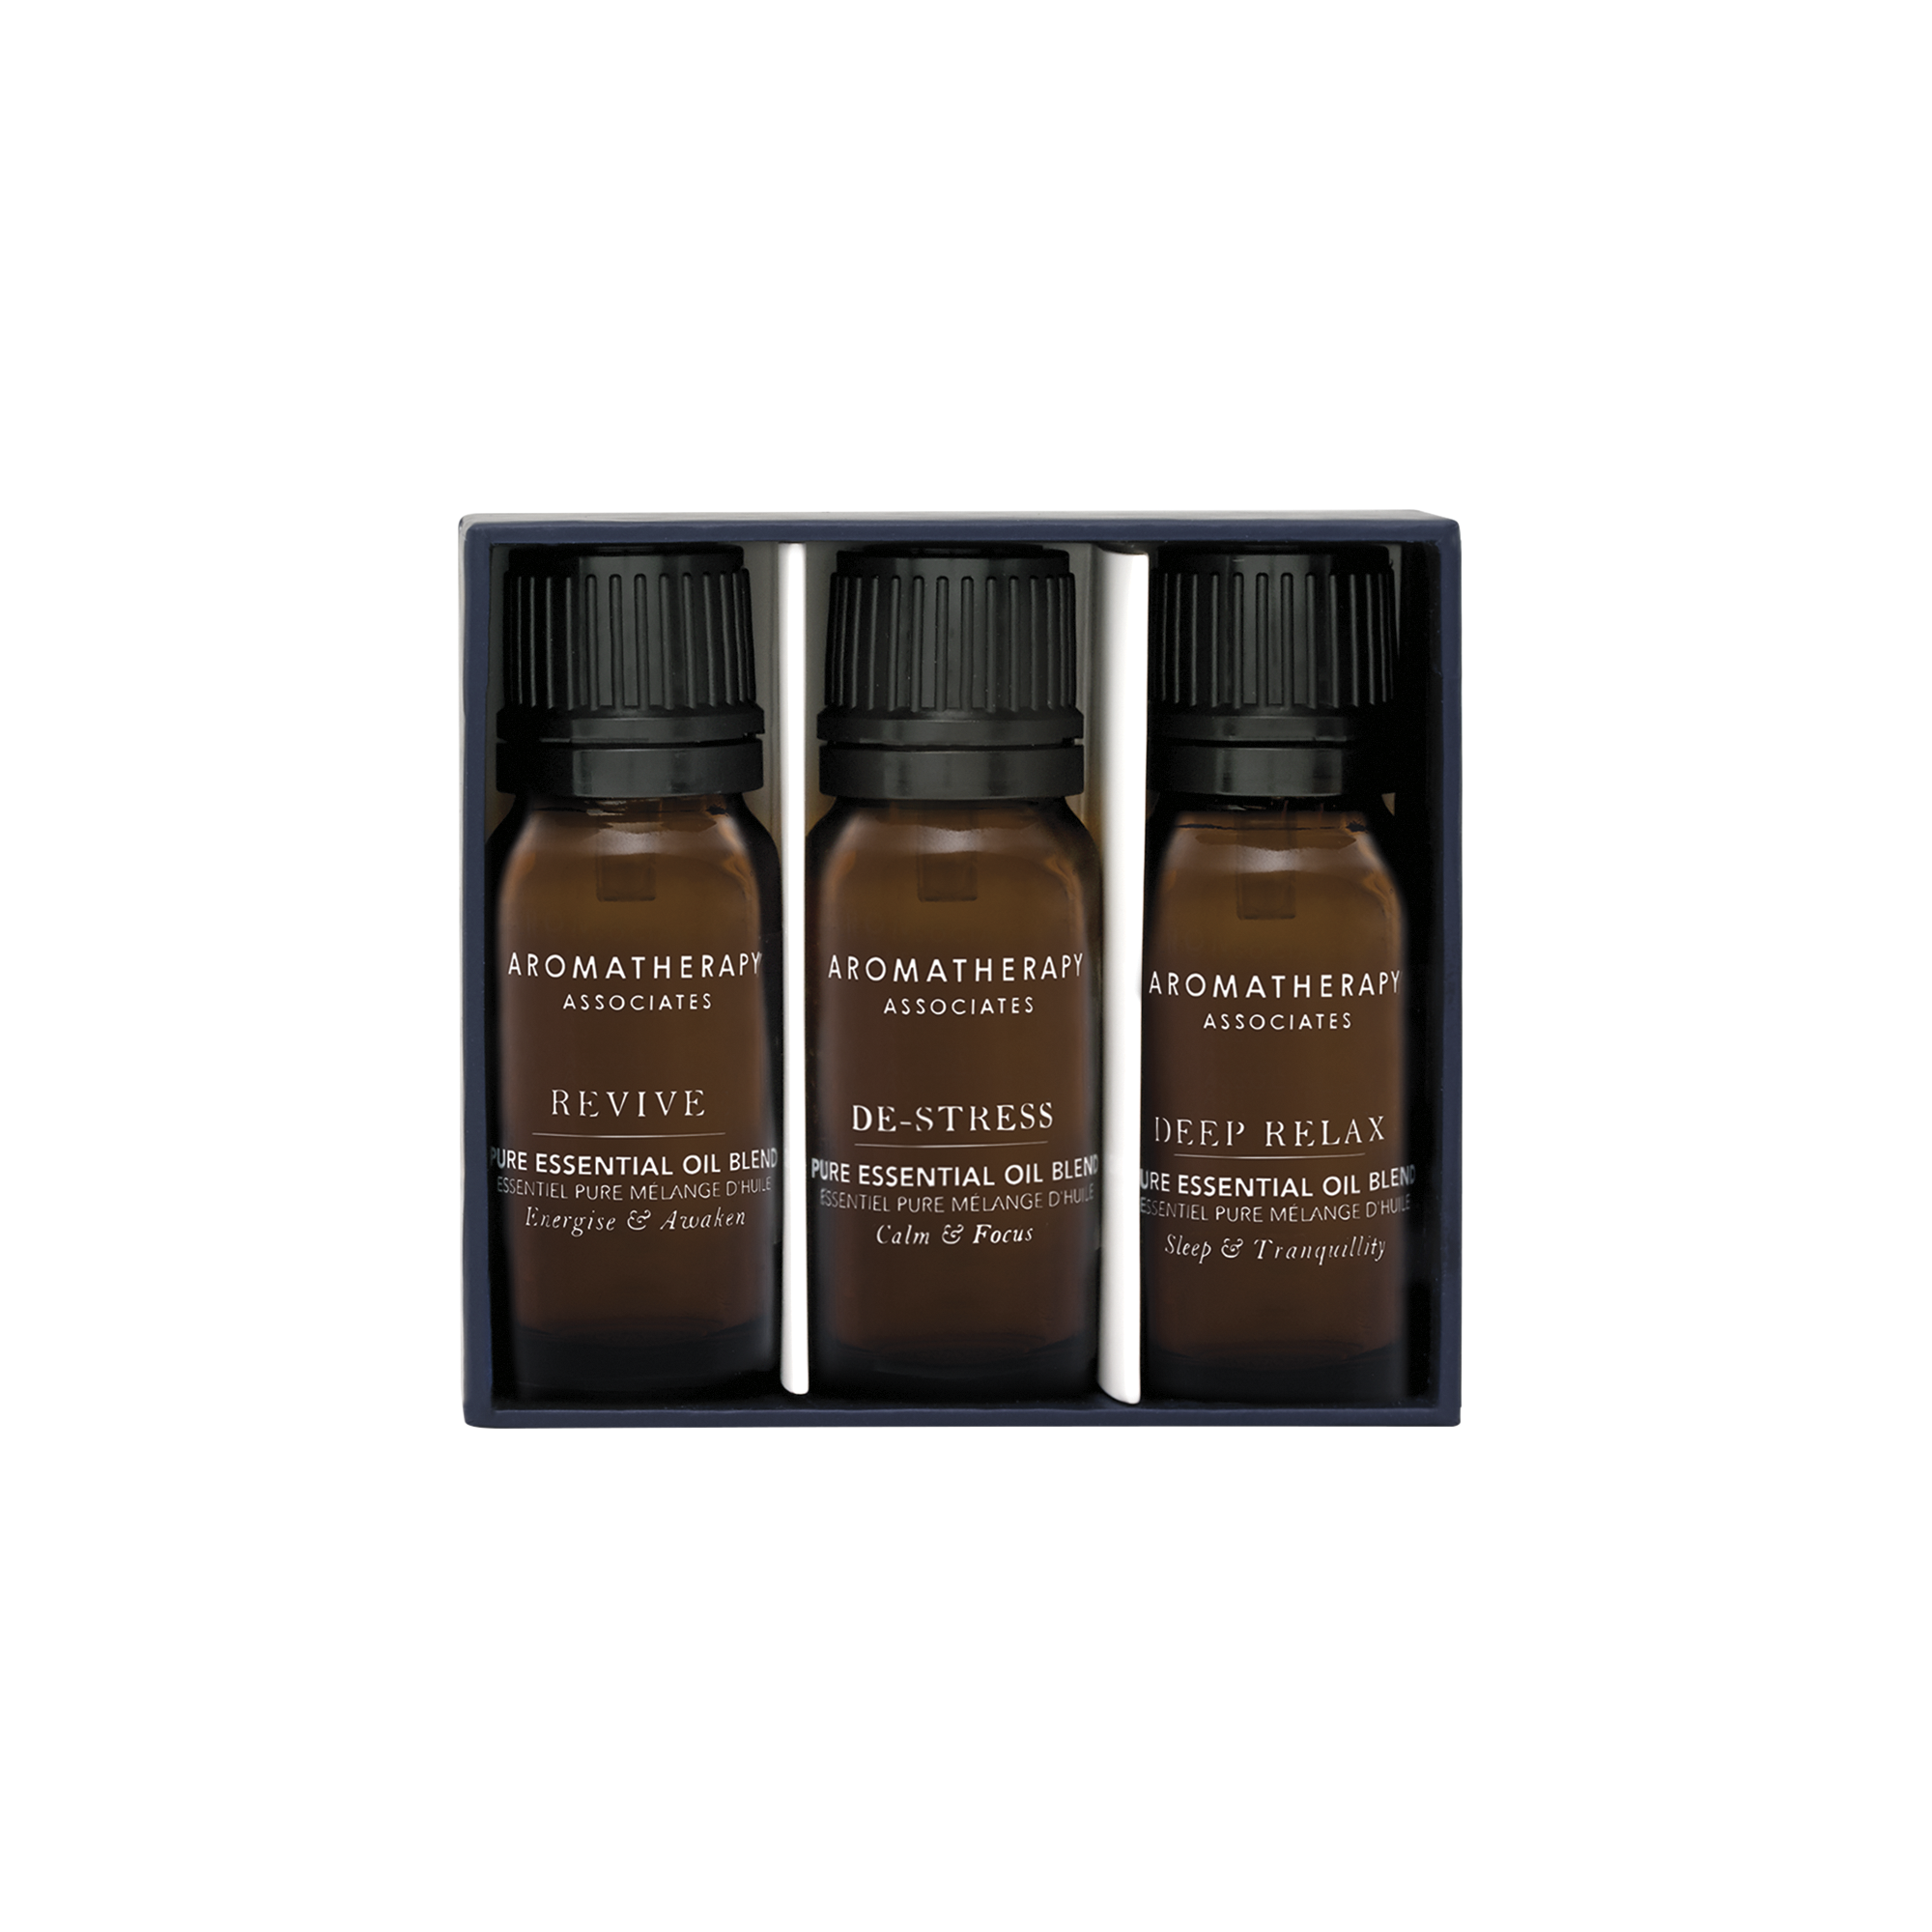 AROMATHERAPY
ASSOCIATES
REVIVE
PURE ESSENTIAL OIL BLEND
ESSENTIEL PURE MÉLANGE D'HUILE
Energise & Awaken
AROMATHERAPY
ASSOCIATES
DE-STRESS
PURE ESSENTIAL OIL BLEND
ESSENTIEL PURE MÉLANGE D'HUILE
Calm & Focus
AROMATHERAPY
ASSOCIATES
DEEP RELAX
PURE ESSENTIAL OIL BLEND
ESSENTIEL PURE MÉLANGE D'HUILE
Sleep & Tranquillity